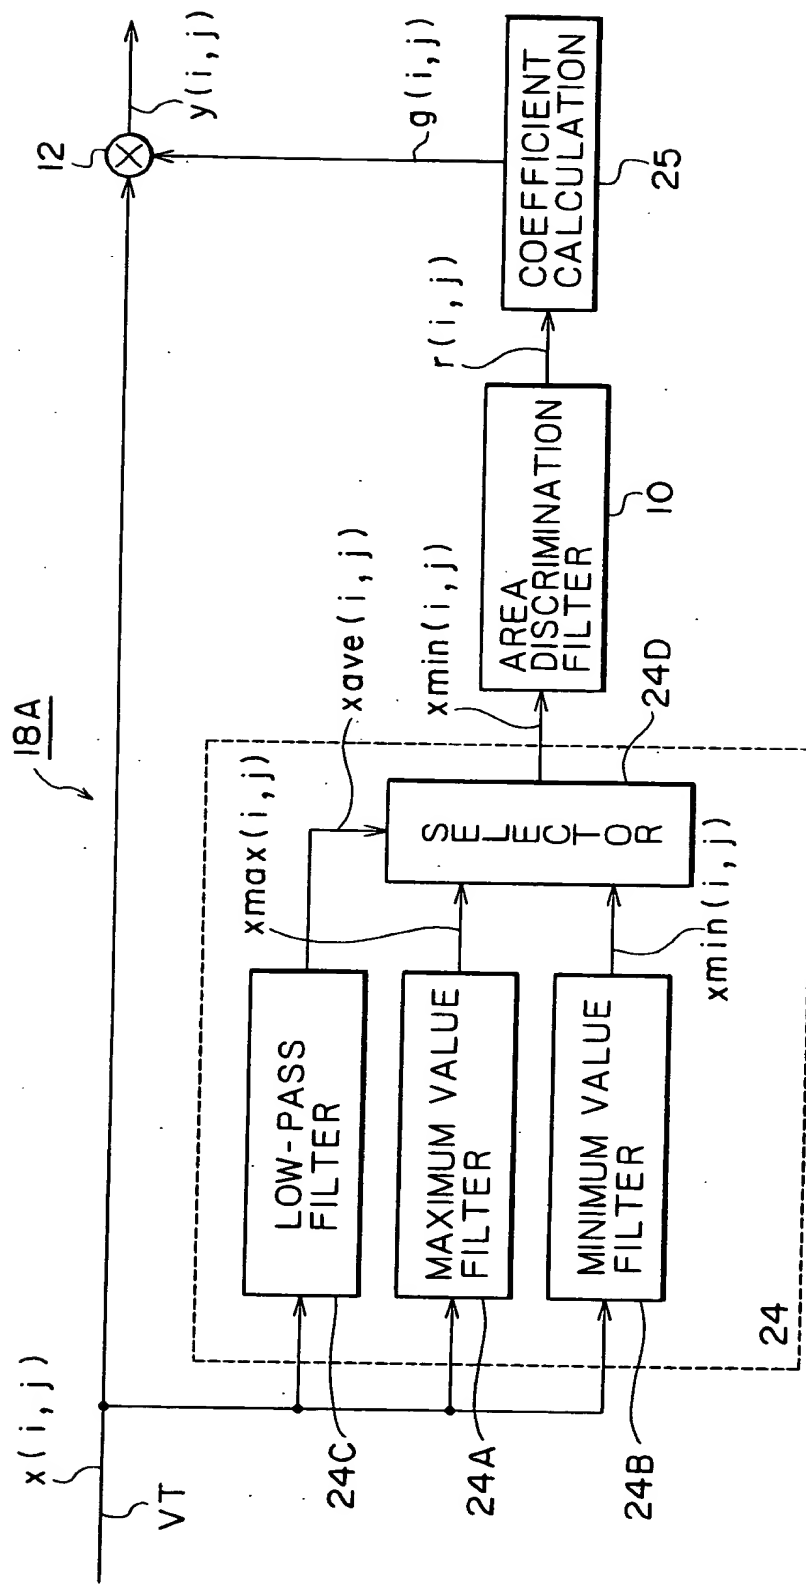 18A
x(i,j)
VT
12
y(i,j)
g(i,j)
LOW-PASS
FILTER
24C
xave(i,j)
MAXIMUM VALUE
FILTER
24A
xmax(i,j)
MINIMUM VALUE
FILTER
24B
xmin(i,j)
SELECTOR
24D
24
xmin(i,j)
AREA
DISCRIMINATION
FILTER
10
r(i,j)
COEFFICIENT
CALCULATION
25